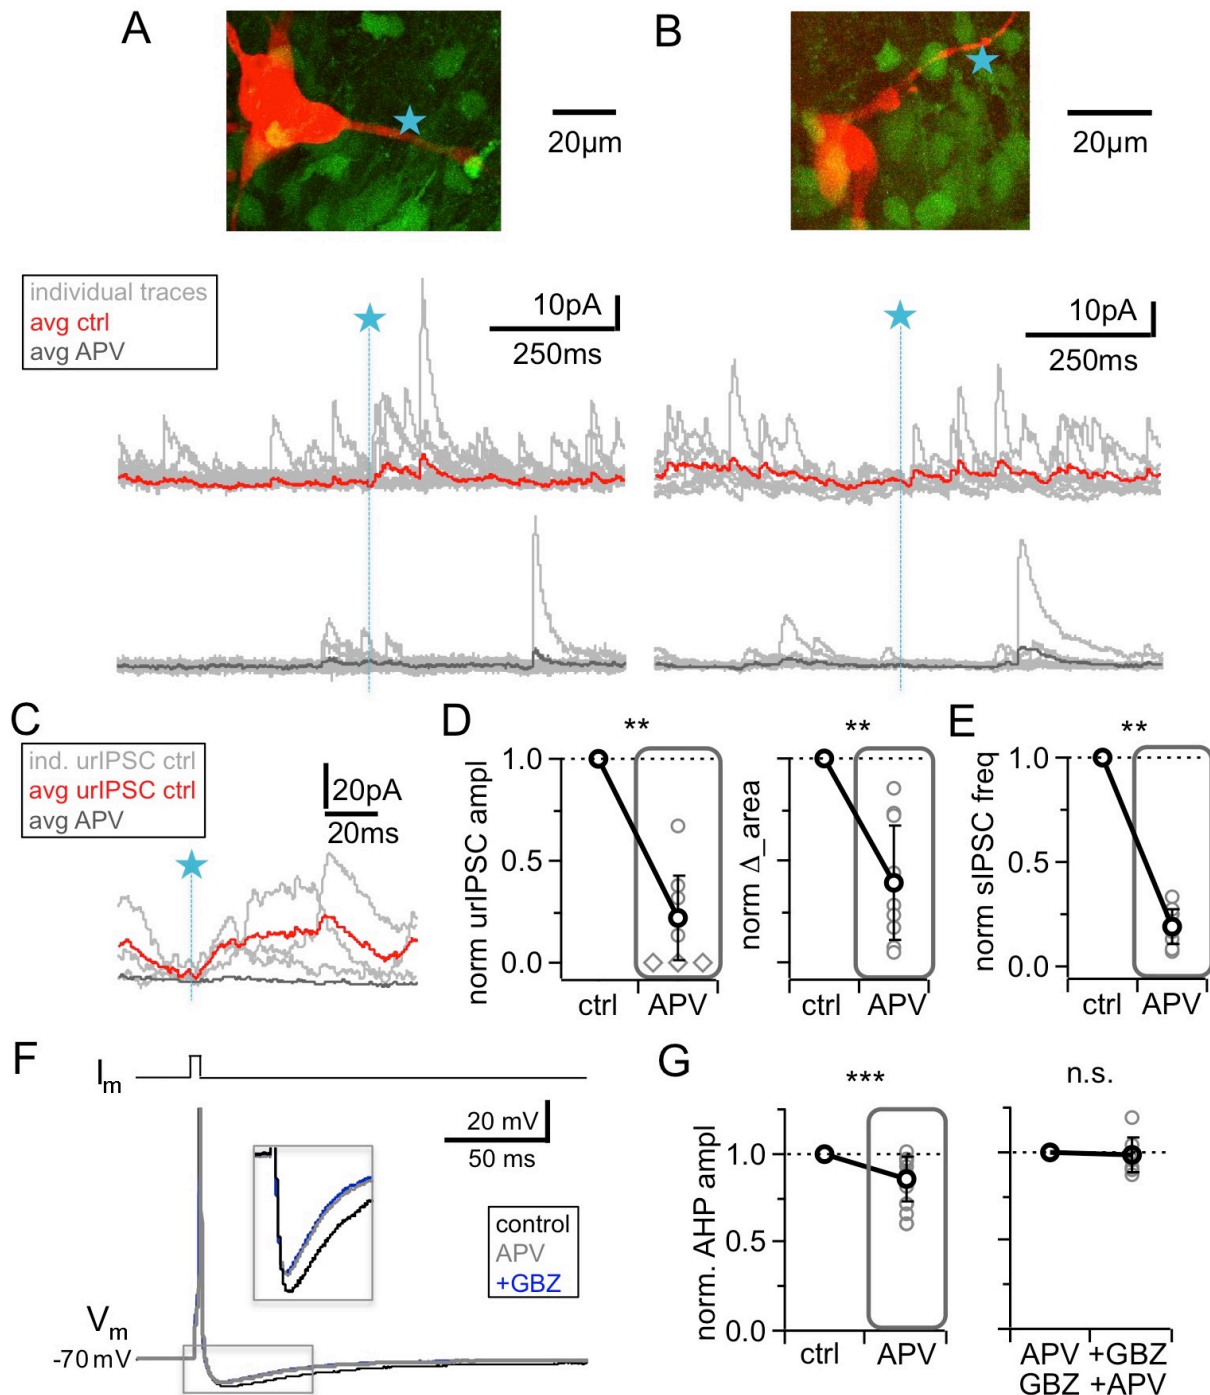 A
B
20µm
20µm
individual traces
avg ctrl
avg APV
10pA
250ms
10pA
250ms
C
ind. urIPSC ctrl
avg urIPSC ctrl
avg APV
20pA
20ms
D
**
norm urIPSC ampl
1.0
0.5
0.0
ctrl
APV
**
norm Δ_area
ctrl
APV
E
**
norm sIPSC freq
1.0
0.5
0.0
ctrl
APV
F
Im
20 mV
50 ms
control
APV
+GBZ
Vm
-70 mV
G
***
norm. AHP ampl
1.0
0.5
0.0
ctrl
APV
n.s.
APV +GBZ
GBZ +APV